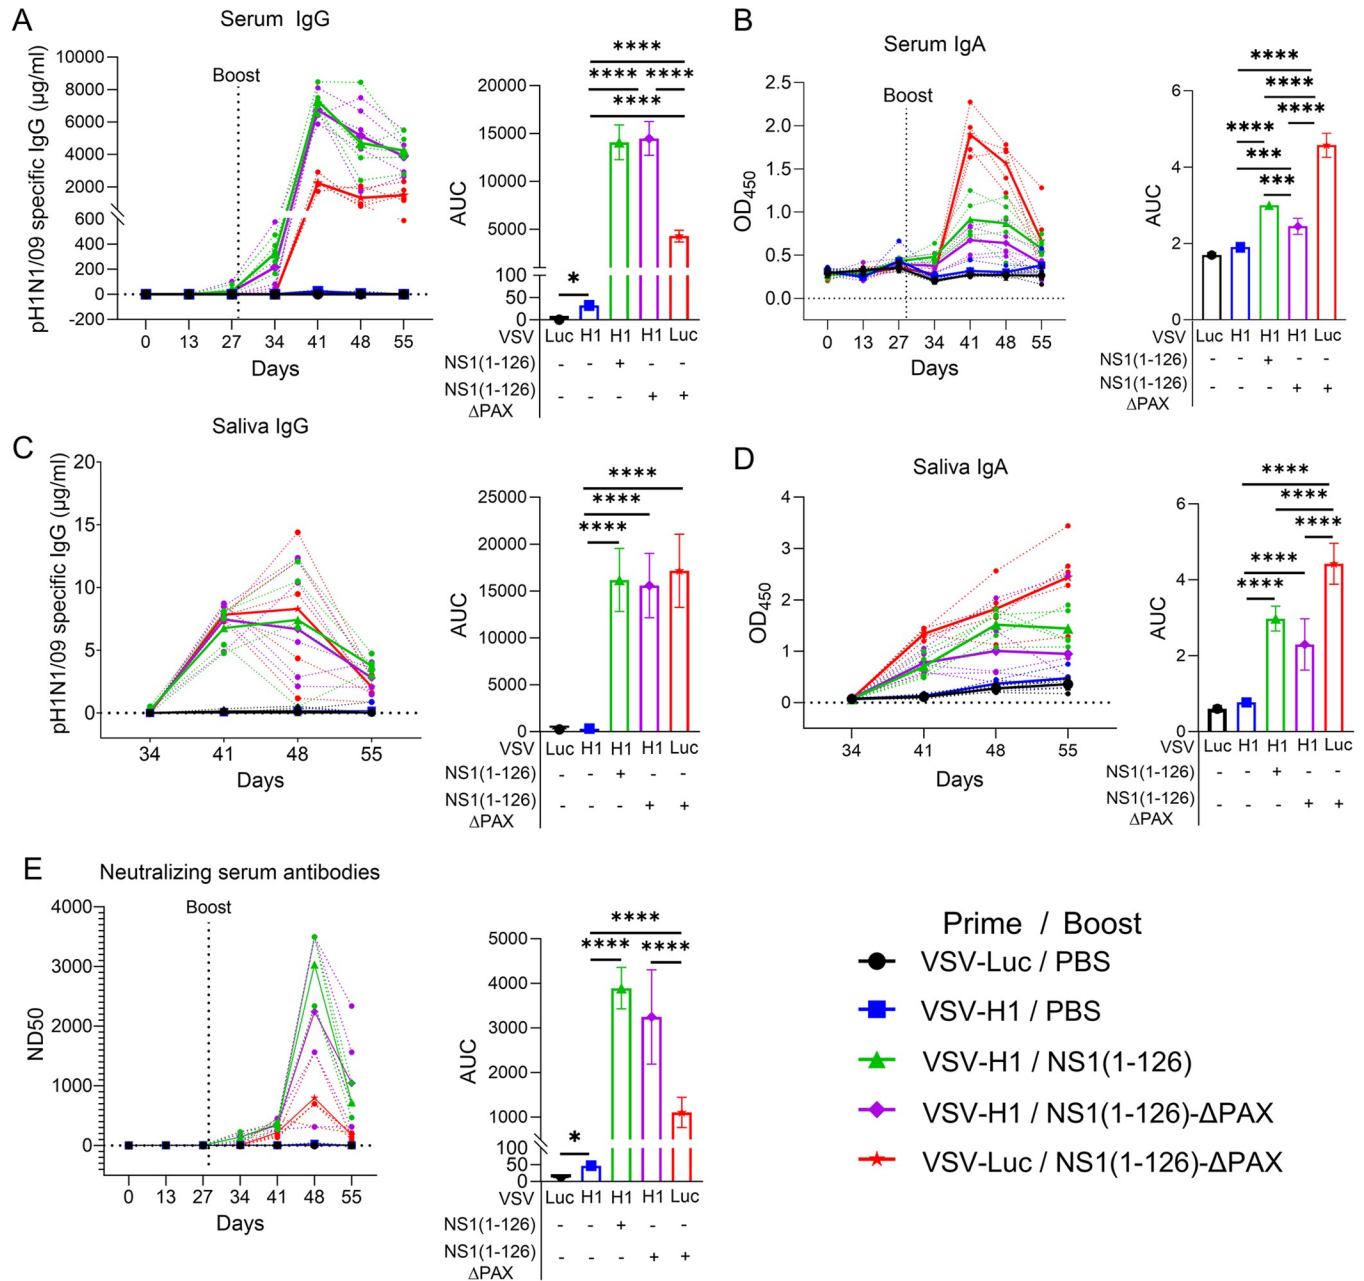 A
Serum IgG
pH1N1/09 specific IgG (µg/ml)
10000
8000
6000
4000
2000
600
400
200
0
-200
Boost
0 13 27 34 41 48 55
Days
AUC
20000
15000
10000
5000
100
50
0
****
**** ****
****
*
VSV Luc H1 H1 H1 Luc
NS1(1-126) - - + - -
NS1(1-126) - - - + +
ΔPAX
B
Serum IgA
OD450
2.5
2.0
1.5
1.0
0.5
0.0
Boost
0 13 27 34 41 48 55
Days
AUC
6
4
2
0
****
****
****
****
***
***
VSV Luc H1 H1 H1 Luc
NS1(1-126) - - + - -
NS1(1-126) - - - + +
ΔPAX
C
Saliva IgG
pH1N1/09 specific IgG (µg/ml)
20
15
10
5
0
34 41 48 55
Days
AUC
25000
20000
15000
10000
5000
0
****
****
****
VSV Luc H1 H1 H1 Luc
NS1(1-126) - - + - -
NS1(1-126) - - - + +
ΔPAX
D
Saliva IgA
OD450
4
3
2
1
0
34 41 48 55
Days
AUC
6
4
2
0
****
****
****
****
****
VSV Luc H1 H1 H1 Luc
NS1(1-126) - - + - -
NS1(1-126) - - - + +
ΔPAX
E
Neutralizing serum antibodies
ND50
4000
3000
2000
1000
0
Boost
0 13 27 34 41 48 55
Days
AUC
5000
4000
3000
2000
1000
100
50
0
****
**** ****
*
VSV Luc H1 H1 H1 Luc
NS1(1-126) - - + - -
NS1(1-126) - - - + +
ΔPAX
Prime / Boost
VSV-Luc / PBS
VSV-H1 / PBS
VSV-H1 / NS1(1-126)
VSV-H1 / NS1(1-126)-ΔPAX
VSV-Luc / NS1(1-126)-ΔPAX